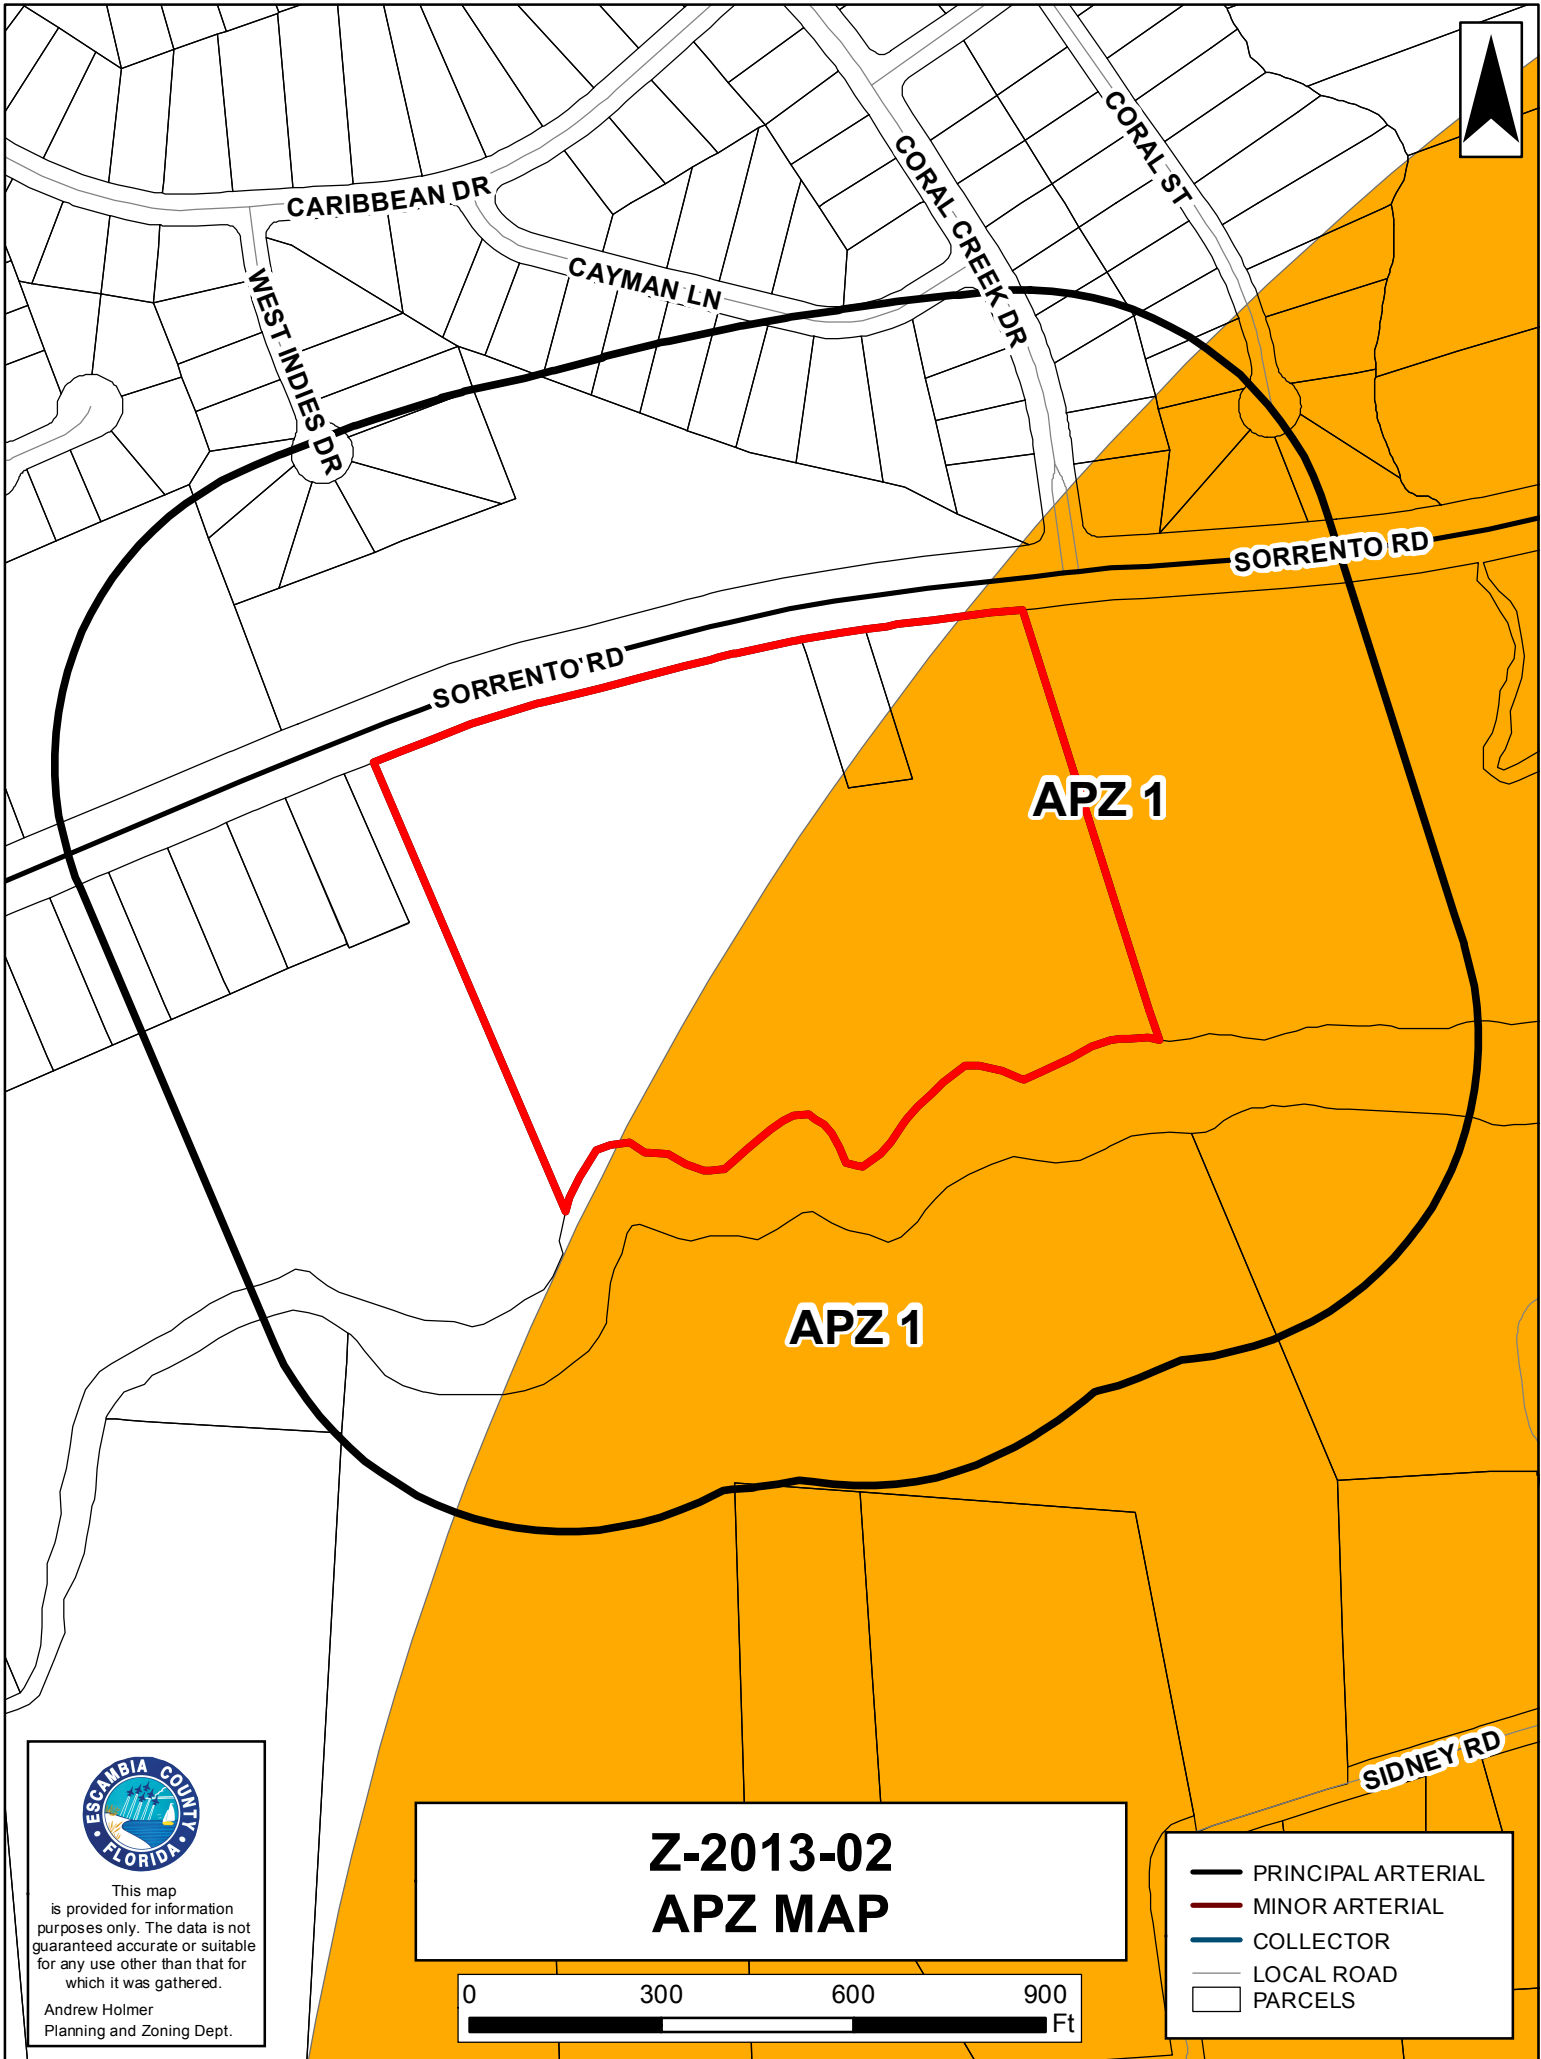 CORAL ST
CORAL CREEK DR
CARIBBEAN DR
CAYMAN LN
WEST INDIES DR
SORRENTO RD
SORRENTO RD
APZ 1
APZ 1
SIDNEY RD
ESCAMBIA COUNTY
FLORIDA
This map
is provided for information
purposes only. The data is not
guaranteed accurate or suitable
for any use other than that for
which it was gathered.
Andrew Holmer
Planning and Zoning Dept.
Z-2013-02
APZ MAP
0 300 600 900
Ft
PRINCIPAL ARTERIAL
MINOR ARTERIAL
COLLECTOR
LOCAL ROAD
PARCELS